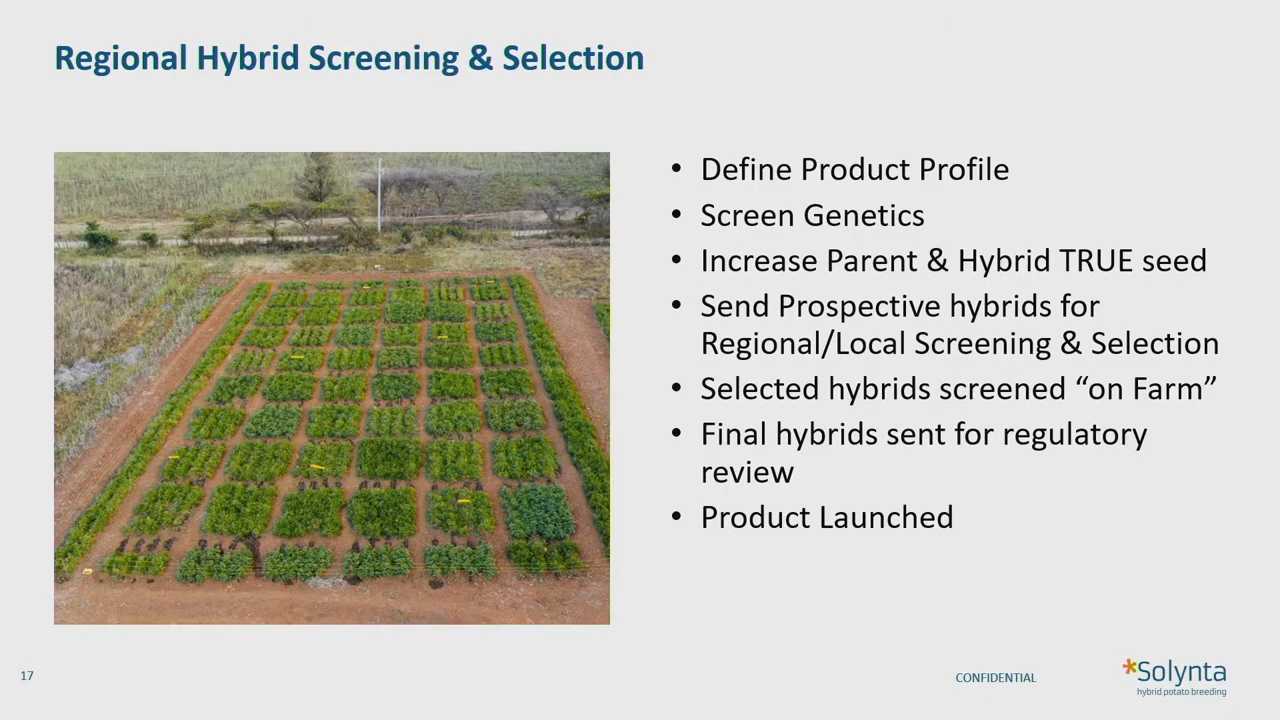 Regional Hybrid Screening & Selection
• Define Product Profile
• Screen Genetics
• Increase Parent & Hybrid TRUE seed
• Send Prospective hybrids for
Regional/Local Screening & Selection
• Selected hybrids screened “on Farm”
• Final hybrids sent for regulatory
review
• Product Launched
17
CONFIDENTIAL
Solynta
hybrid potato breeding